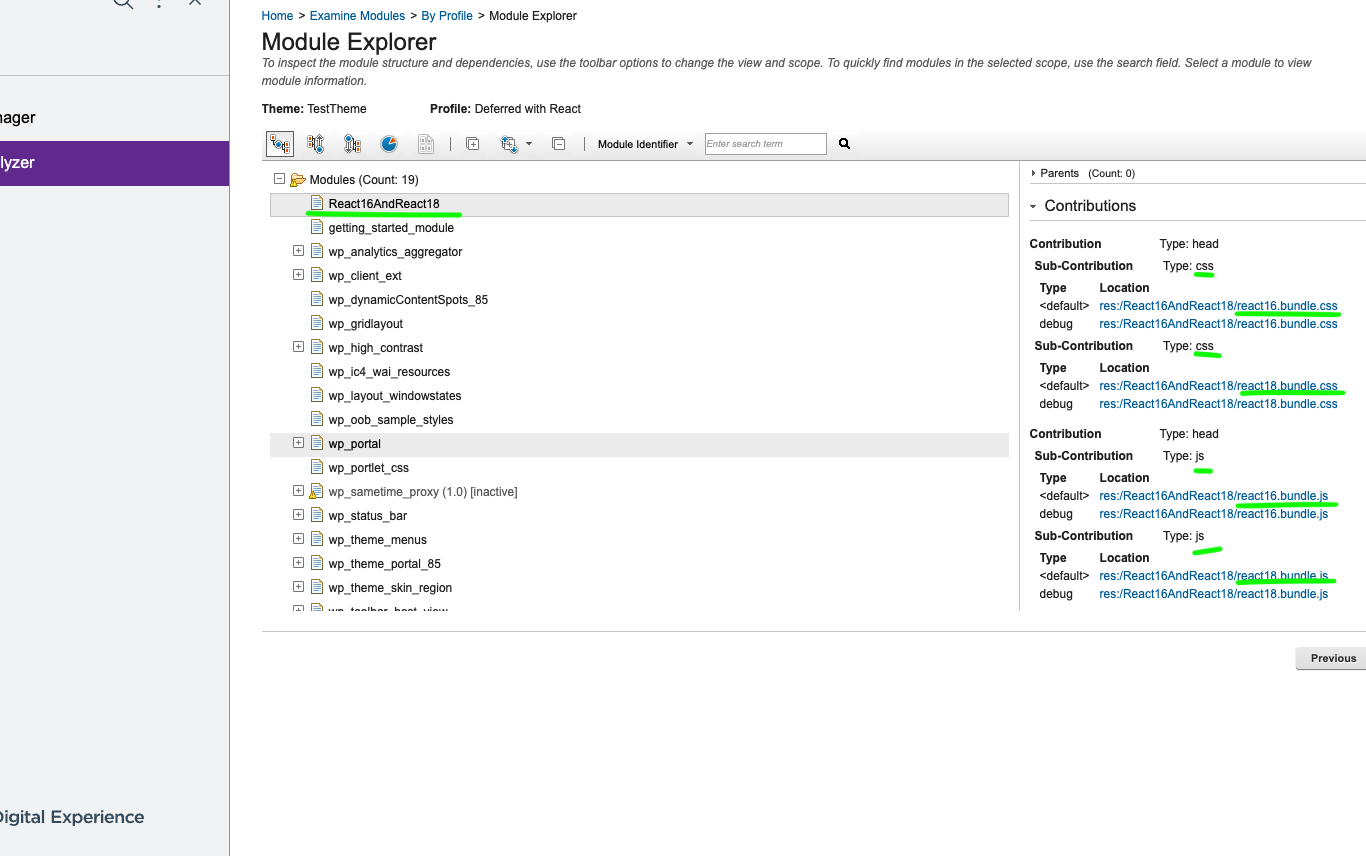 Home > Examine Modules > By Profile > Module Explorer
Module Explorer
To inspect the module structure and dependencies, use the toolbar options to change the view and scope. To quickly find modules in the selected scope, use the search field. Select a module to view
module information.
Theme: TestTheme Profile: Deferred with React
Module Identifier Enter search term
nager
lyzer
Modules (Count: 19)
React16AndReact18
getting_started_module
wp_analytics_aggregator
wp_client_ext
wp_dynamicContentSpots_85
wp_gridlayout
wp_high_contrast
wp_ic4_wai_resources
wp_layout_windowstates
wp_oob_sample_styles
wp_portal
wp_portlet_css
wp_sametime_proxy (1.0) [inactive]
wp_status_bar
wp_theme_menus
wp_theme_portal_85
wp_theme_skin_region
wp_toolbar_host_view
Parents (Count: 0)
Contributions
Contribution Type: head
Sub-Contribution Type: css
Type Location
<default> res:/React16AndReact18/react16.bundle.css
debug res:/React16AndReact18/react16.bundle.css
Sub-Contribution Type: css
Type Location
<default> res:/React16AndReact18/react18.bundle.css
debug res:/React16AndReact18/react18.bundle.css
Contribution Type: head
Sub-Contribution Type: js
Type Location
<default> res:/React16AndReact18/react16.bundle.js
debug res:/React16AndReact18/react16.bundle.js
Sub-Contribution Type: js
Type Location
<default> res:/React16AndReact18/react18.bundle.js
debug res:/React16AndReact18/react18.bundle.js
Previous
Digital Experience